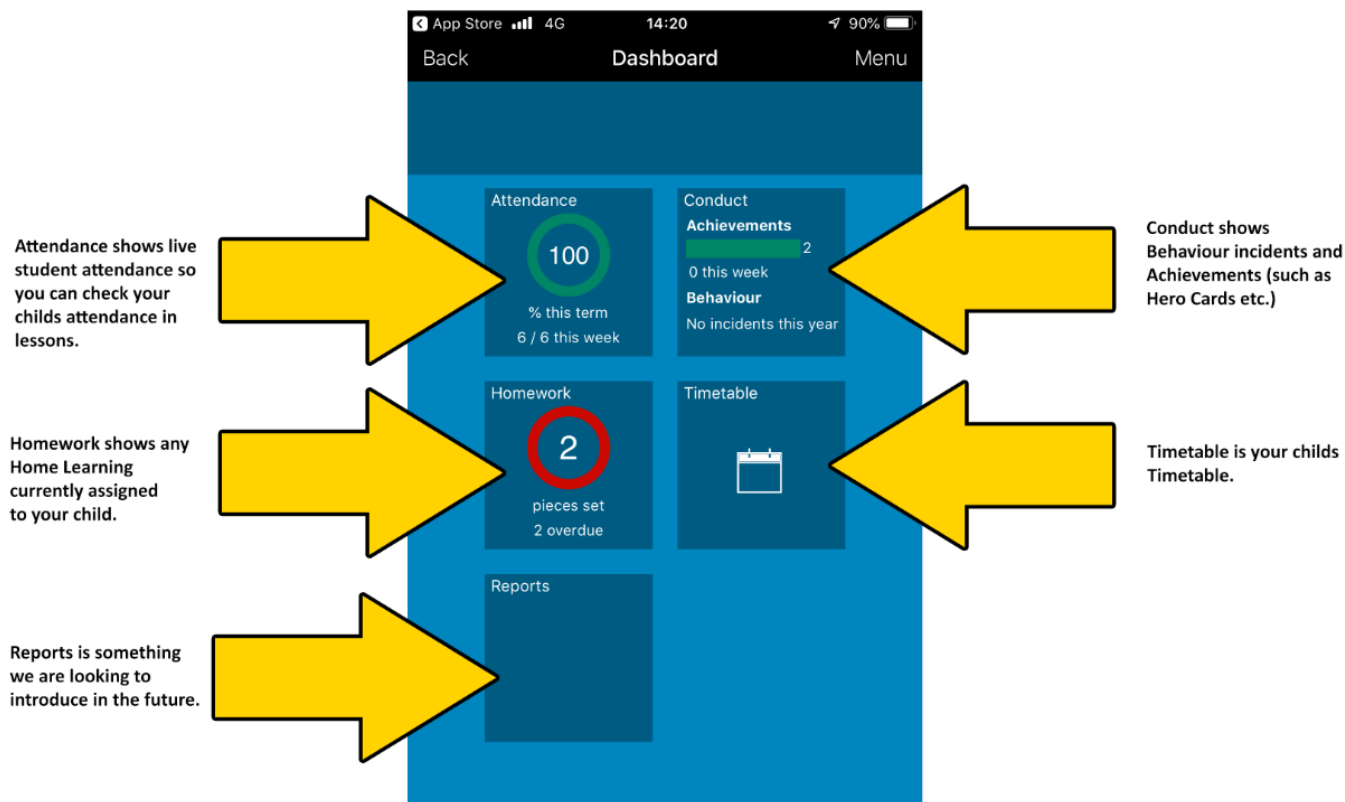 App Store 4G 14:20 90%
Back Dashboard Menu
Attendance shows live
student attendance so
you can check your
childs attendance in
lessons.
Attendance
100
% this term
6 / 6 this week
Conduct
Achievements
2
0 this week
Behaviour
No incidents this year
Conduct shows
Behaviour incidents and
Achievements (such as
Hero Cards etc.)
Homework shows any
Home Learning
currently assigned
to your child.
Homework
2
pieces set
2 overdue
Timetable
Timetable is your childs
Timetable.
Reports is something
we are looking to
introduce in the future.
Reports